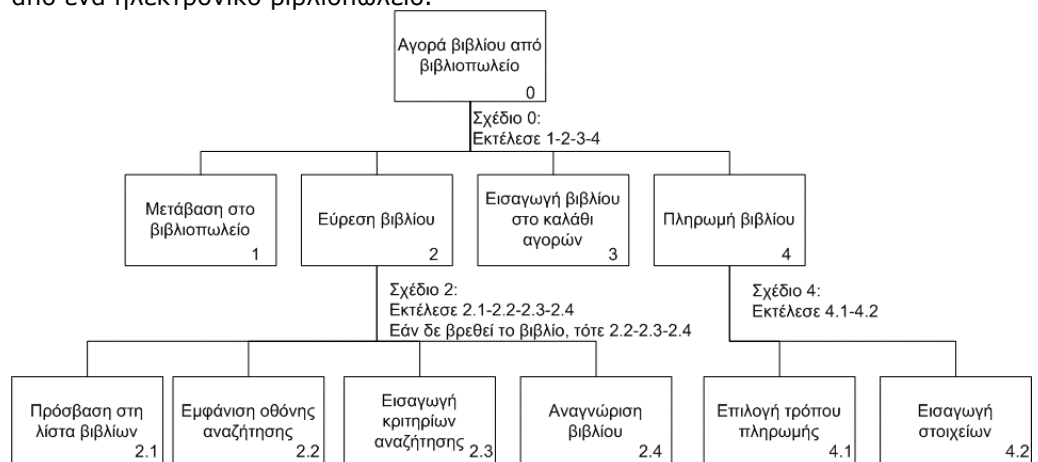 από ένα ηλεκτρονικό βιβλιοπωλείο.
Αγορά βιβλίου από
βιβλιοπωλείο
0
Σχέδιο 0:
Εκτέλεσε 1-2-3-4
Μετάβαση στο
βιβλιοπωλείο
1
Εύρεση βιβλίου
2
Εισαγωγή βιβλίου
στο καλάθι
αγορών
3
Πληρωμή βιβλίου
4
Σχέδιο 2:
Εκτέλεσε 2.1-2.2-2.3-2.4
Εάν δε βρεθεί το βιβλίο, τότε 2.2-2.3-2.4
Σχέδιο 4:
Εκτέλεσε 4.1-4.2
Πρόσβαση στη
λίστα βιβλίων
2.1
Εμφάνιση οθόνης
αναζήτησης
2.2
Εισαγωγή
κριτηρίων
αναζήτησης
2.3
Αναγνώριση
βιβλίου
2.4
Επιλογή τρόπου
πληρωμής
4.1
Εισαγωγή
στοιχείων
4.2